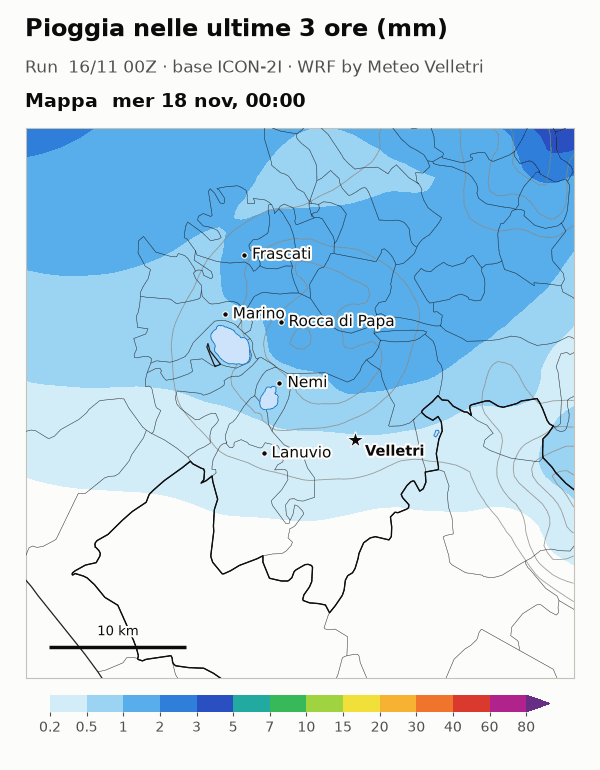 Pioggia nelle ultime 3 ore (mm)
Run  16/11 00Z · base ICON-2I · WRF by Meteo Velletri
Mappa  mer 18 nov, 00:00
Frascati
Marino
Rocca di Papa
Nemi
Velletri
Lanuvio
10 km
0.2 0.5 1 2 3 5 7 10 15 20 30 40 60 80